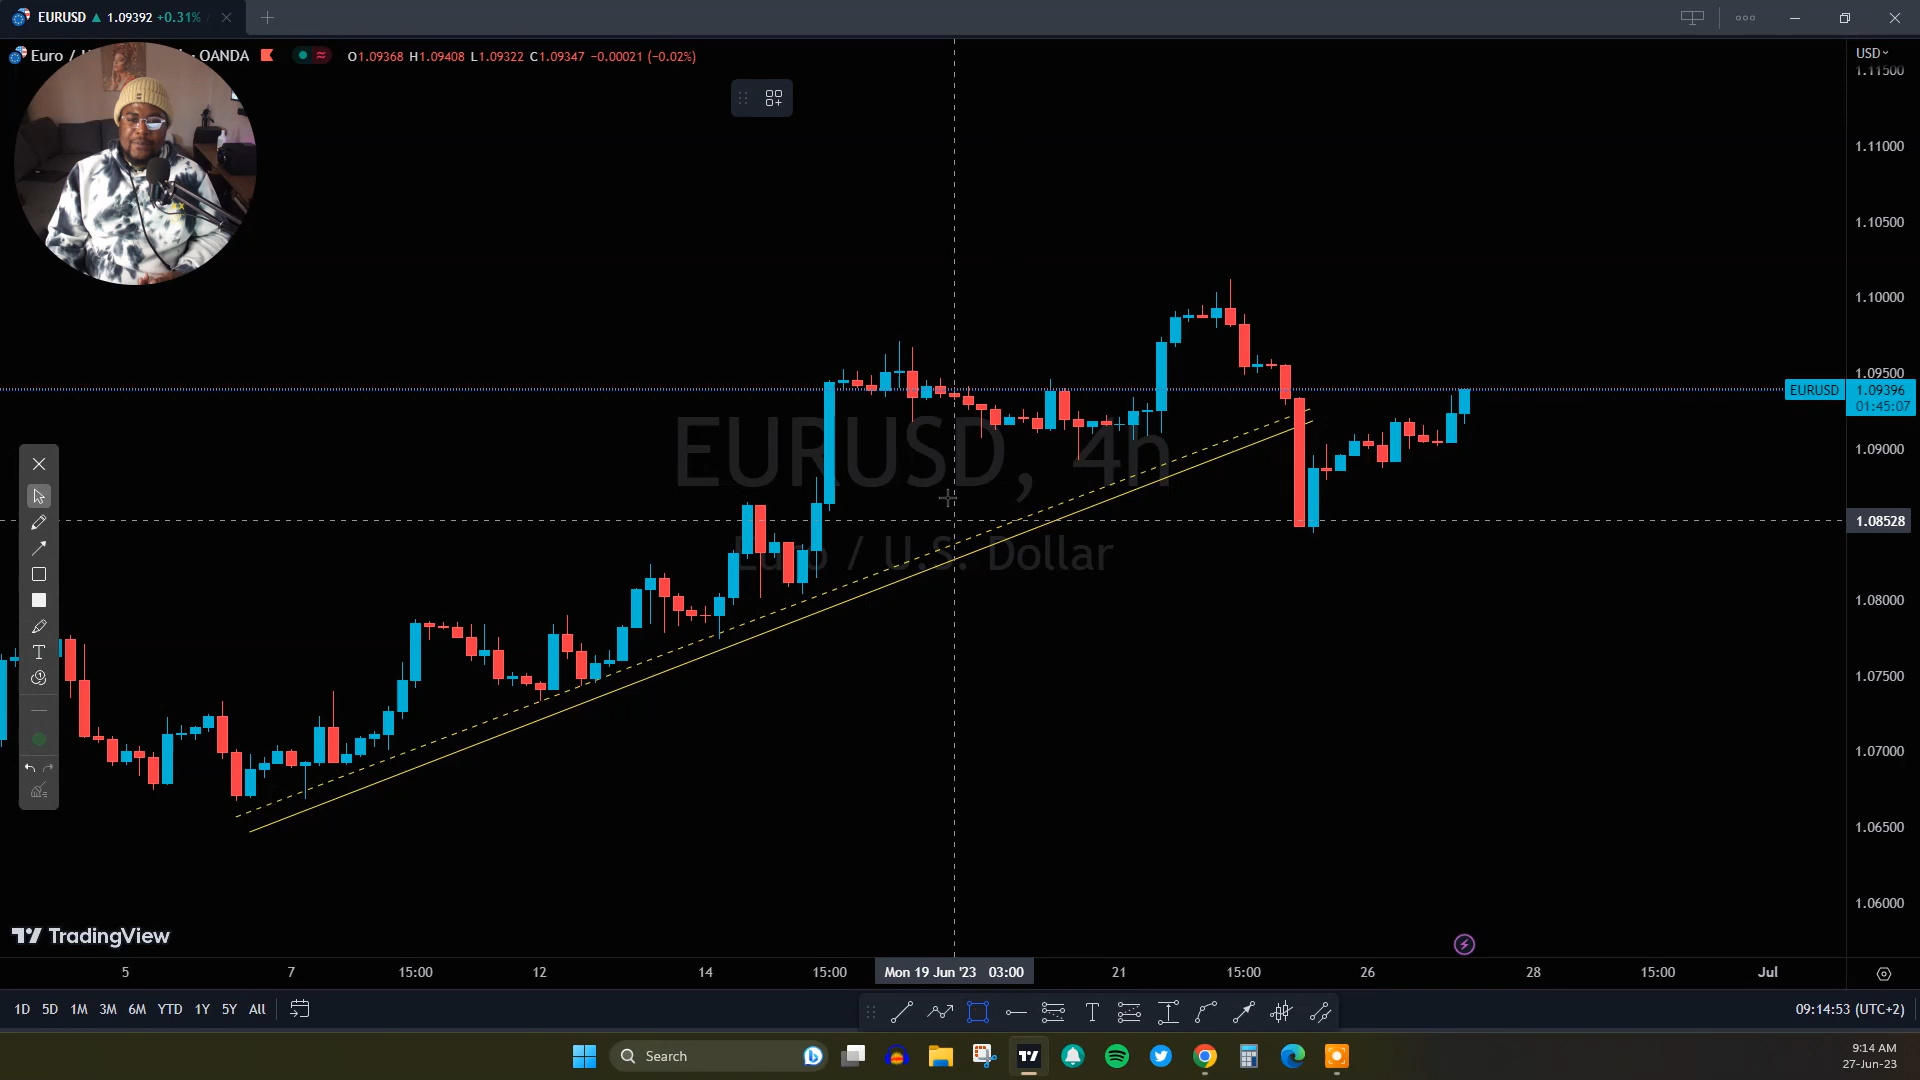 EURUSD ▲ 1.09392 +0.31%
Euro / OANDA O1.09368 H1.09408 L1.09322 C1.09347 −0.00021 (−0.02%)
USD
1.11500
1.11000
1.10500
1.10000
1.09500
EURUSD 1.09396
01:45:07
1.09000
1.08528
1.08000
1.07500
1.07000
1.06500
1.06000
EURUSD, 4h
Euro / U.S. Dollar
TradingView
5 7 15:00 12 14 15:00 Mon 19 Jun '23 03:00 21 15:00 26 28 15:00 Jul
1D 5D 1M 3M 6M YTD 1Y 5Y All
09:14:53 (UTC+2)
Search
9:14 AM
27-Jun-23